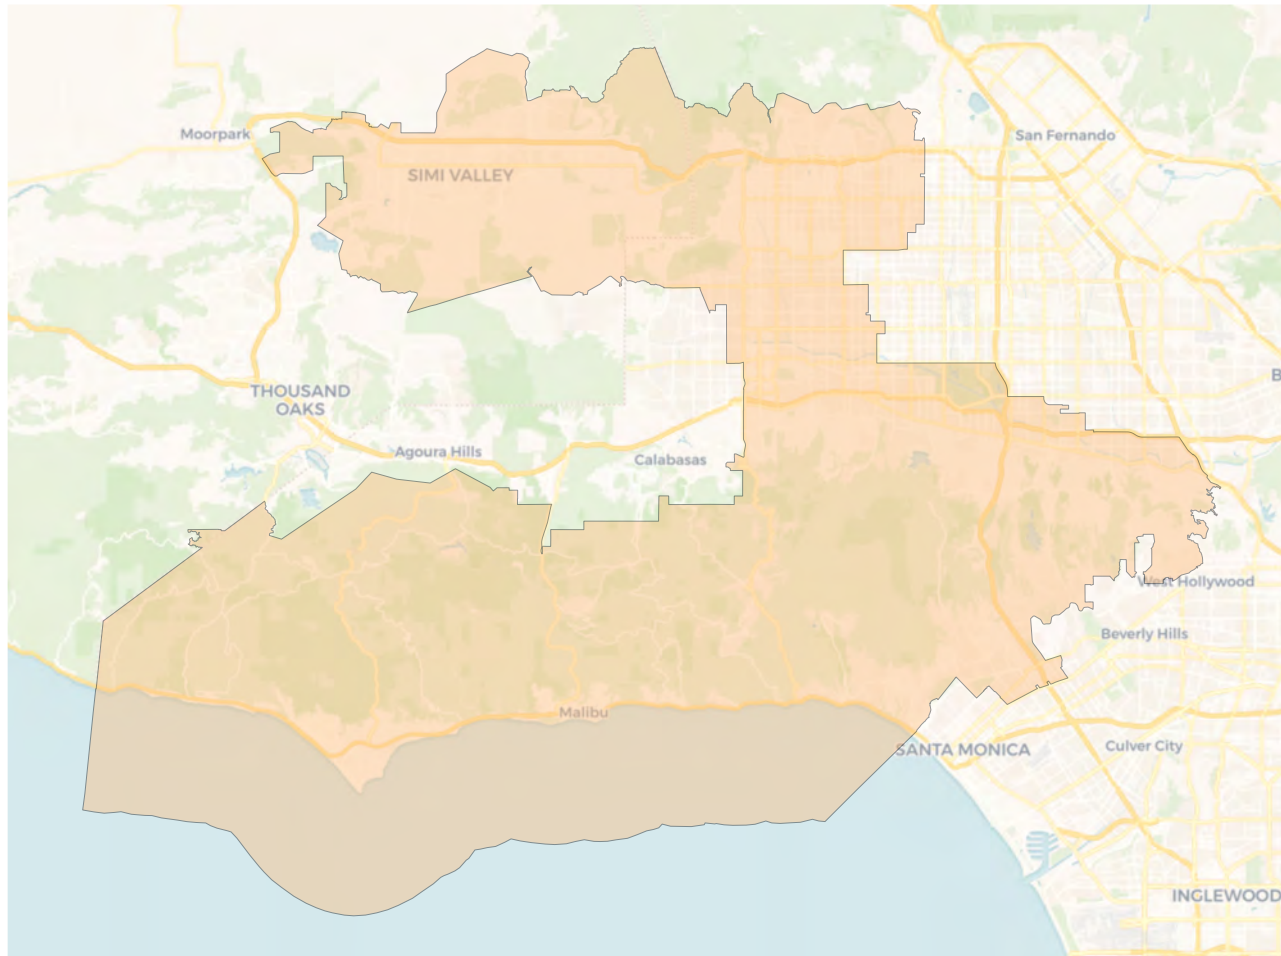 Moorpark
San Fernando
SIMI VALLEY
THOUSAND
OAKS
B
Agoura Hills
Calabasas
West Hollywood
Beverly Hills
Malibu
SANTA MONICA
Culver City
INGLEWOOD